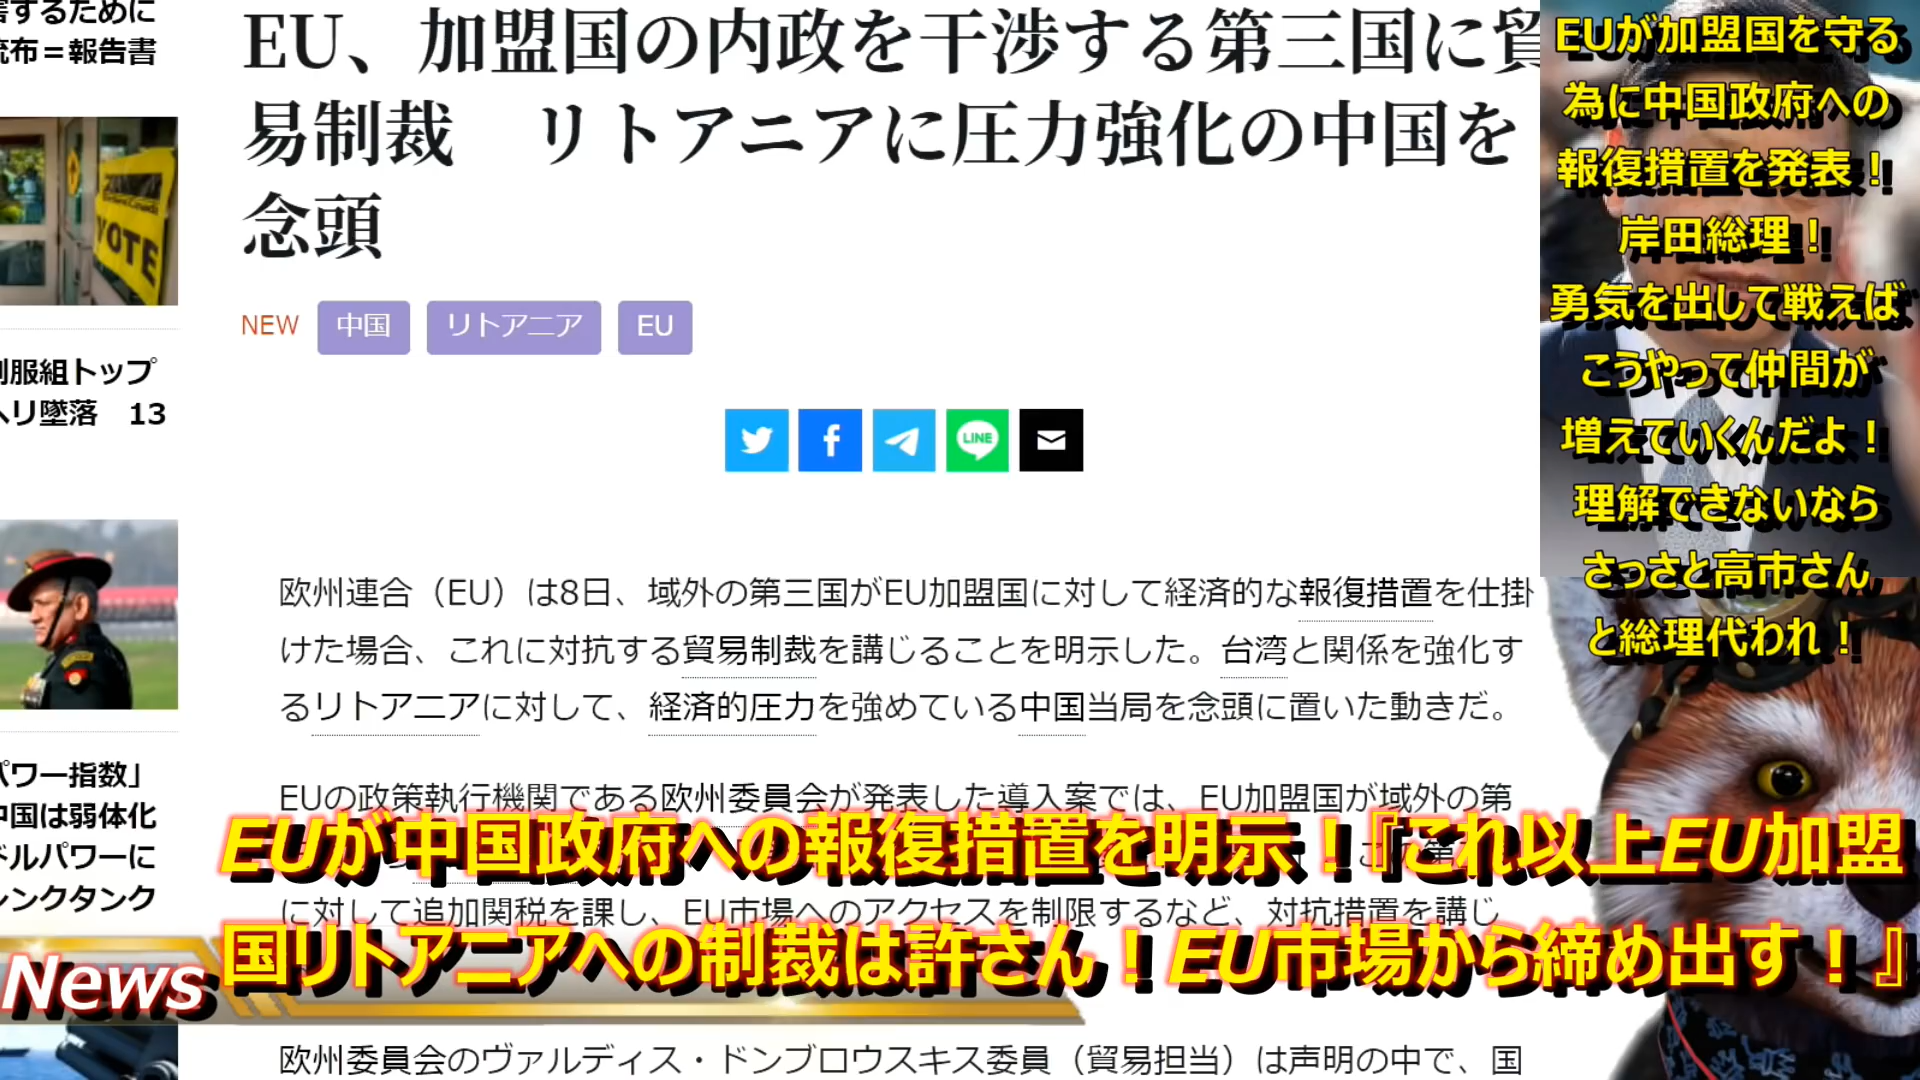 害するために
流布＝報告書
VOTE
制服組トップ
ヘリ墜落　13
パワー指数」
中国は弱体化
ドルパワーに
シンクタンク
EU、加盟国の内政を干渉する第三国に貿
易制裁　リトアニアに圧力強化の中国を
念頭
NEW 中国 リトアニア EU
LINE
欧州連合（EU）は8日、域外の第三国がEU加盟国に対して経済的な報復措置を仕掛
けた場合、これに対抗する貿易制裁を講じることを明示した。台湾と関係を強化す
るリトアニアに対して、経済的圧力を強めている中国当局を念頭に置いた動きだ。
EUの政策執行機関である欧州委員会が発表した導入案では、EU加盟国が域外の第
に対して追加関税を課し、EU市場へのアクセスを制限するなど、対抗措置を講じ
欧州委員会のヴァルディス・ドンブロウスキス委員（貿易担当）は声明の中で、国
EUが加盟国を守る
為に中国政府への
報復措置を発表！
岸田総理！
勇気を出して戦えば
こうやって仲間が
増えていくんだよ！
理解できないなら
さっさと高市さん
と総理代われ！
News
EUが中国政府への報復措置を明示！『これ以上EU加盟
国リトアニアへの制裁は許さん！EU市場から締め出す！』